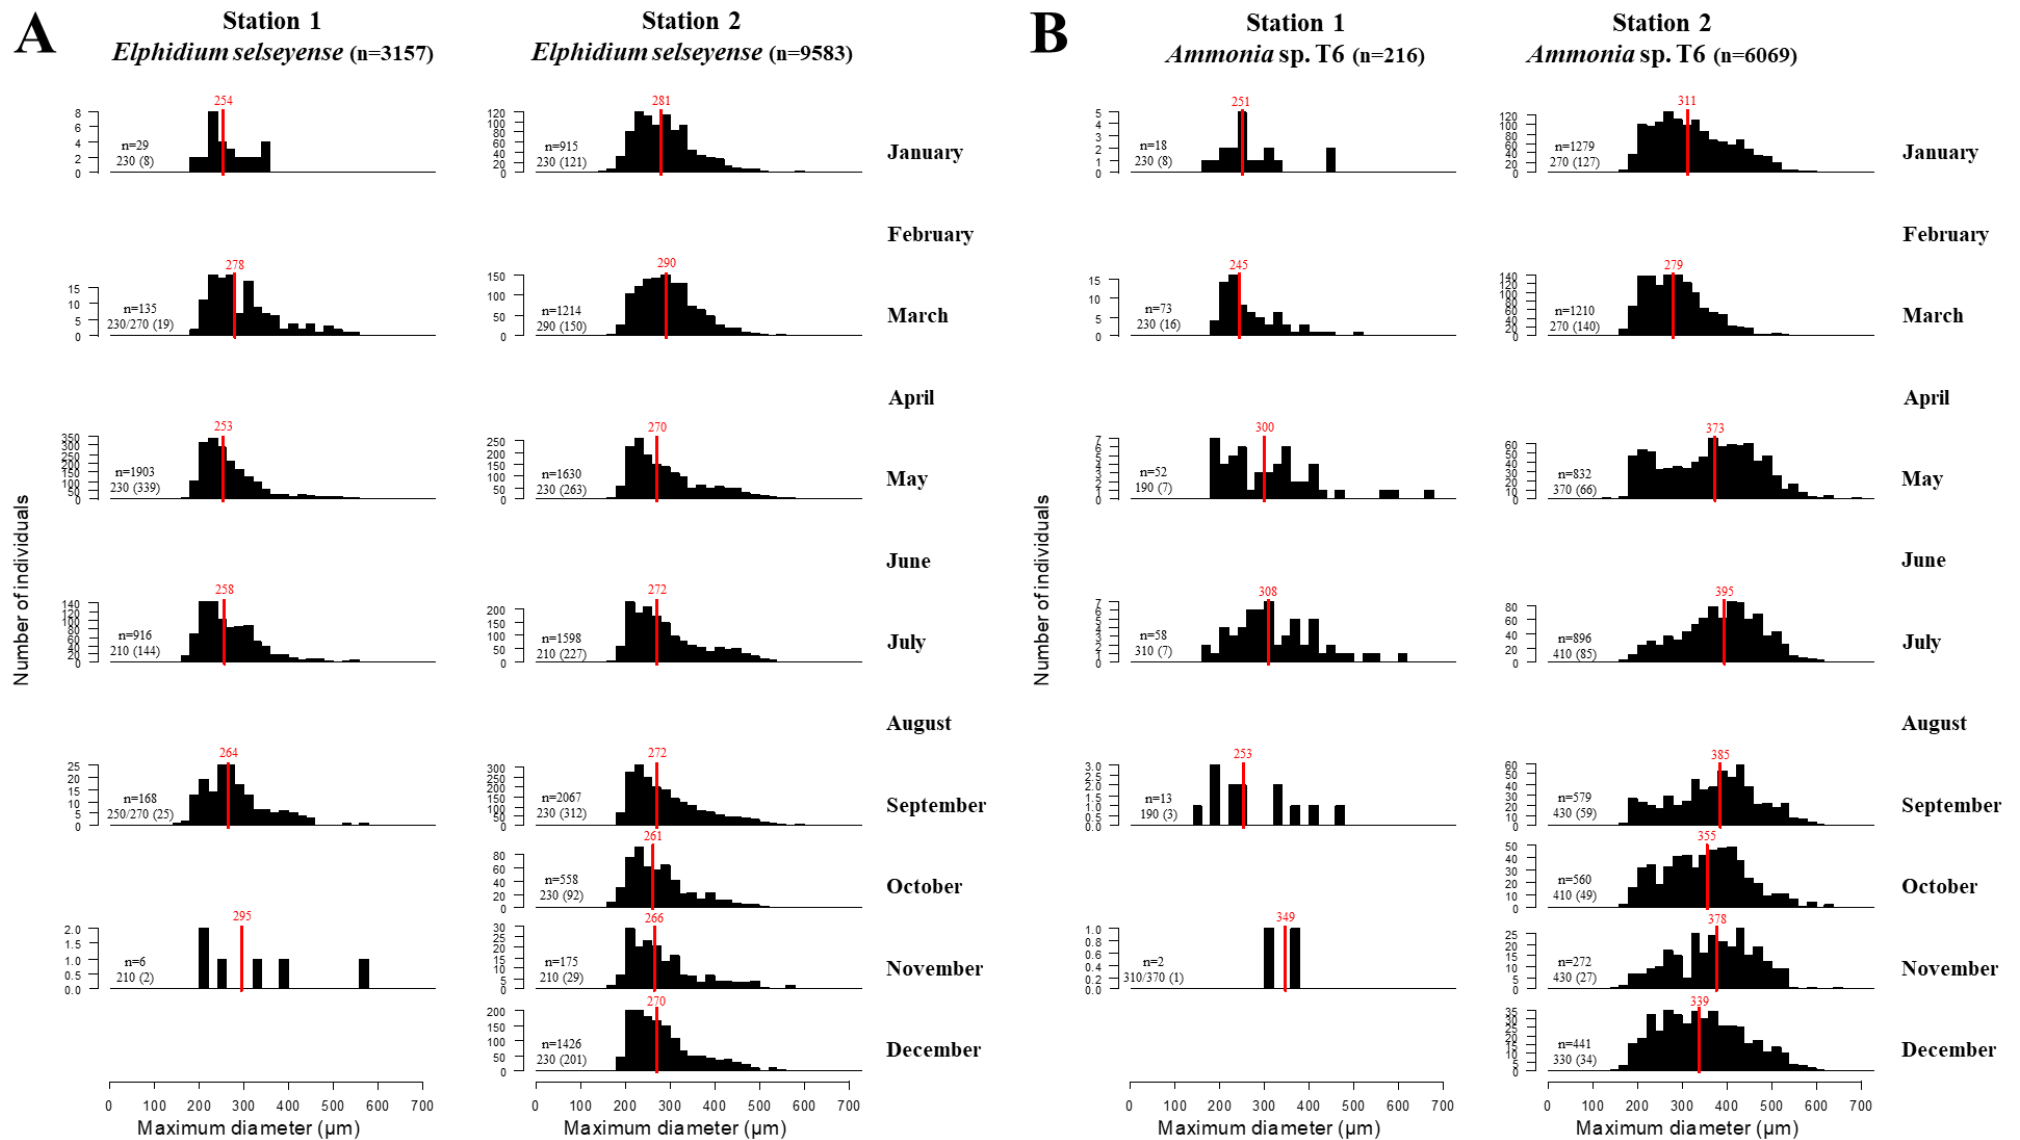 A
Station 1
Elphidium selseyense (n=3157)
Station 2
Elphidium selseyense (n=9583)
B
Station 1
Ammonia sp. T6 (n=216)
Station 2
Ammonia sp. T6 (n=6069)
Number of individuals
254
n=29
230 (8)
281
n=915
230 (121)
January
February
278
n=135
230/270 (19)
290
n=1214
290 (150)
March
April
253
n=1903
230 (339)
270
n=1630
230 (263)
May
June
258
n=916
210 (144)
272
n=1598
210 (227)
July
August
264
n=168
250/270 (25)
272
n=2067
230 (312)
September
261
n=558
230 (92)
October
295
n=6
210 (2)
266
n=175
210 (29)
November
270
n=1426
230 (201)
December
0 100 200 300 400 500 600 700
Maximum diameter (µm)
0 100 200 300 400 500 600 700
Maximum diameter (µm)
Number of individuals
251
n=18
230 (8)
311
n=1279
270 (127)
January
February
245
n=73
230 (16)
279
n=1210
270 (140)
March
April
300
n=52
190 (7)
373
n=832
370 (66)
May
June
308
n=58
310 (7)
395
n=896
410 (85)
July
August
253
n=13
190 (3)
385
n=579
430 (59)
September
355
n=560
410 (49)
October
349
n=2
310/370 (1)
378
n=272
430 (27)
November
339
n=441
330 (34)
December
0 100 200 300 400 500 600 700
Maximum diameter (µm)
0 100 200 300 400 500 600 700
Maximum diameter (µm)